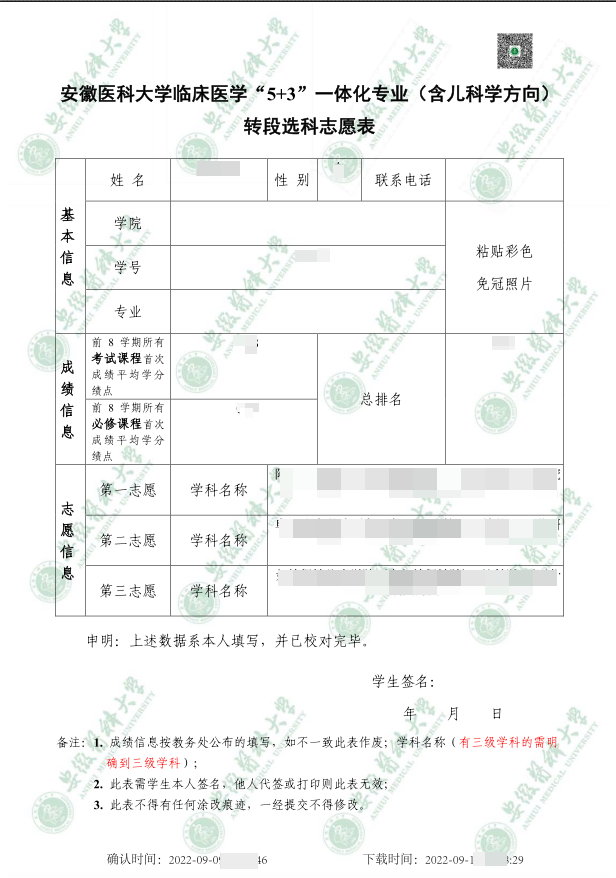 安徽医科大学临床医学“5+3”一体化专业（含儿科学方向）
转段选科志愿表
基本信息
姓 名
性 别
联系电话
学院
粘贴彩色
免冠照片
学号
专业
成绩信息
前 8 学期所有
考试课程首次
成绩平均学分
绩点
总排名
前 8 学期所有
必修课程首次
成绩平均学分
绩点
志愿信息
第一志愿 学科名称
第二志愿 学科名称
第三志愿 学科名称
申明：上述数据系本人填写，并已校对完毕。
学生签名：
年 月 日
备注：1. 成绩信息按教务处公布的填写，如不一致此表作废；学科名称（有三级学科的需明
确到三级学科）；
2. 此表需学生本人签名，他人代签或打印则此表无效；
3. 此表不得有任何涂改痕迹，一经提交不得修改。
确认时间：2022-09-09 46
下载时间：2022-09-1 3:29
安徽医科大学
ANHUI MEDICAL UNIVERSITY